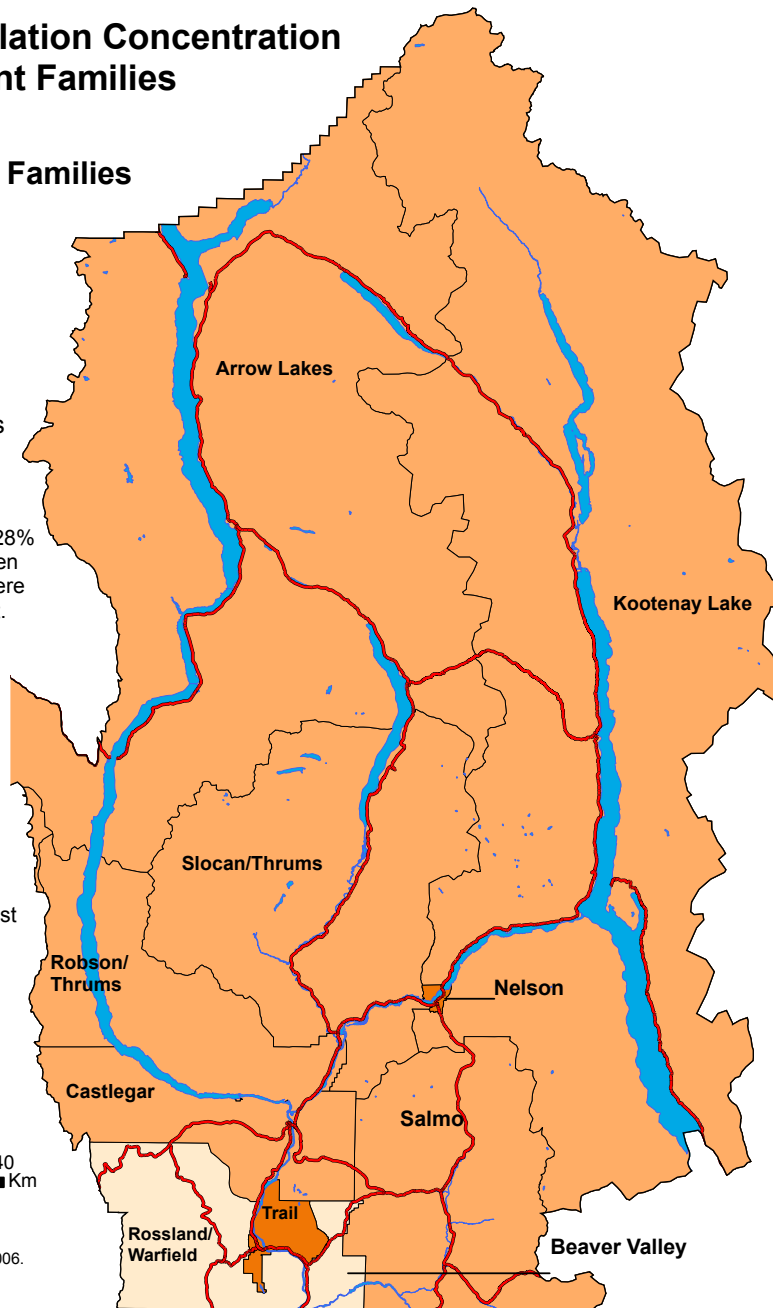 lation Concentration
nt Families
Families
Arrow Lakes
s
28%
en
ere
Kootenay Lake
Slocan/Thrums
st
Robson/
Thrums
Nelson
Castlegar
Salmo
40
Km
Trail
Rossland/
Warfield
Beaver Valley
006.